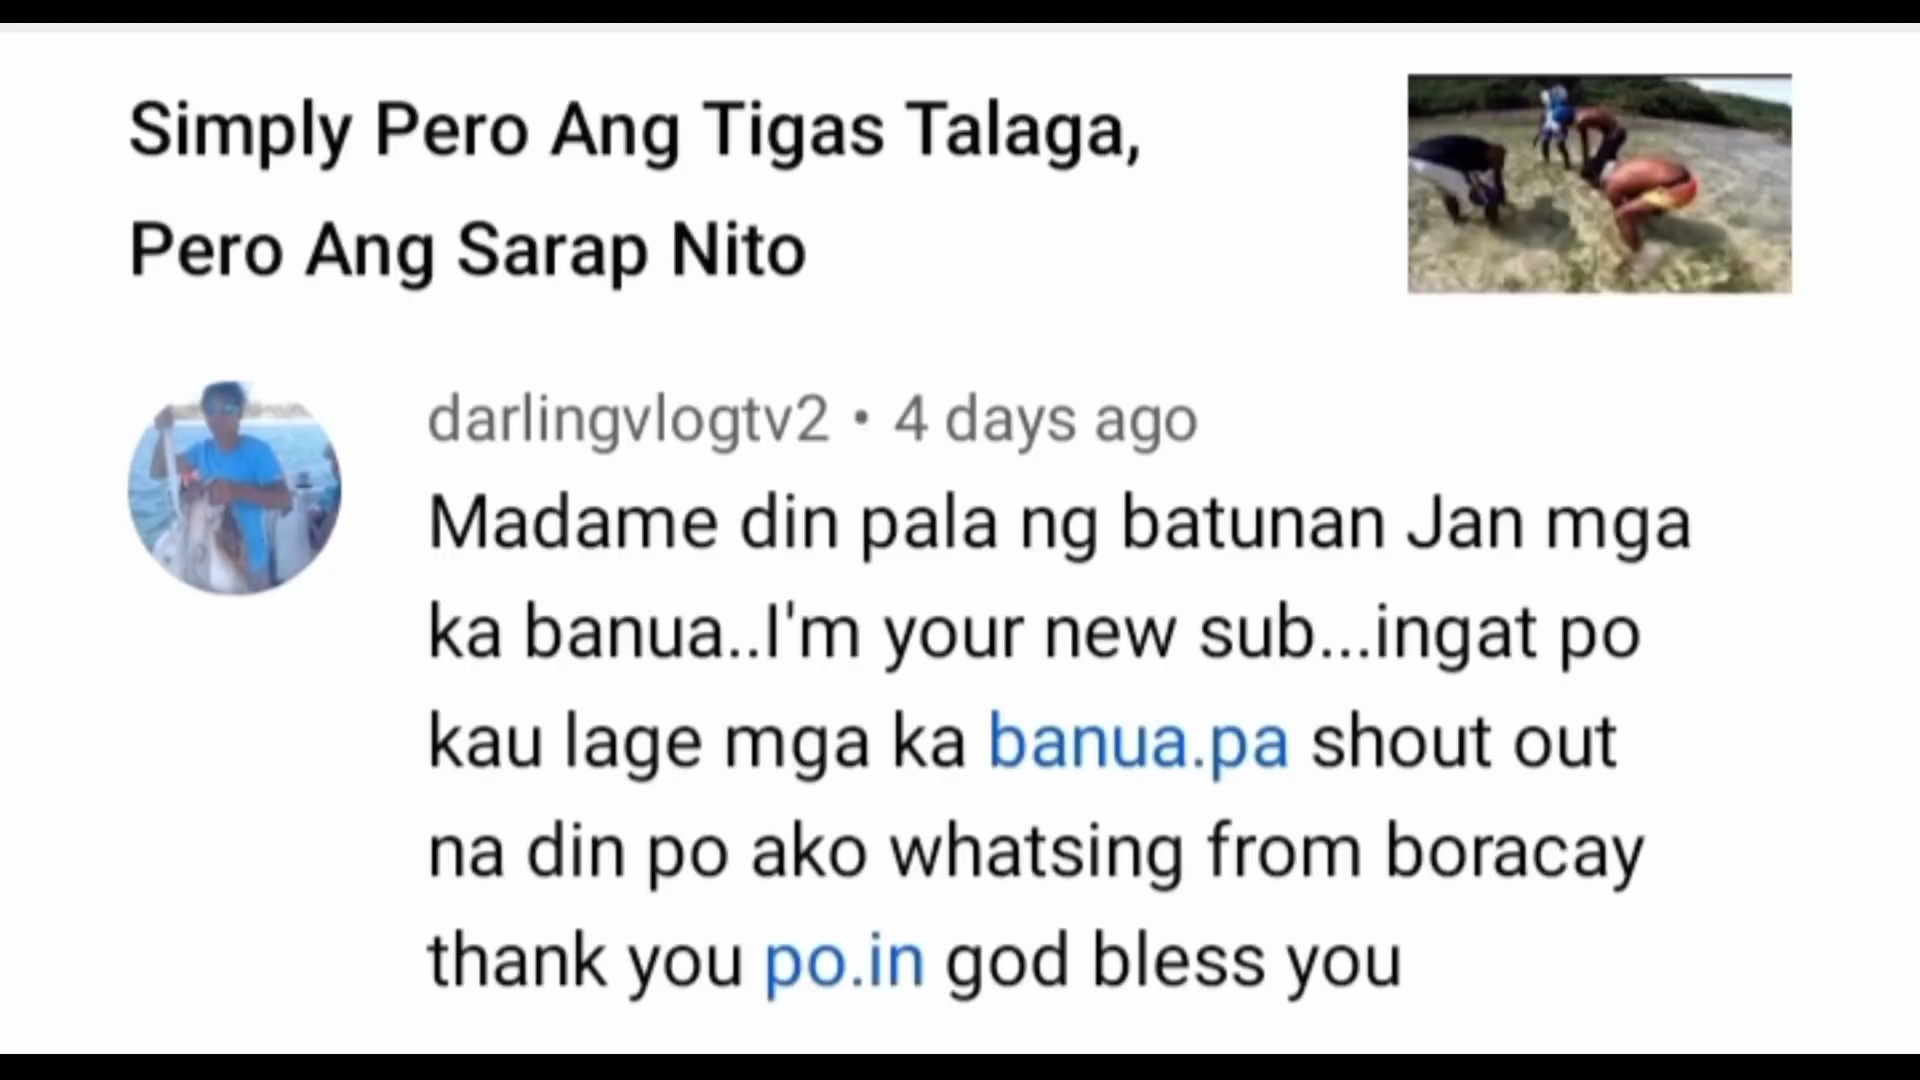 Simply Pero Ang Tigas Talaga,
Pero Ang Sarap Nito
darlingvlogtv2 • 4 days ago
Madame din pala ng batunan Jan mga
ka banua..I'm your new sub...ingat po
kau lage mga ka banua.pa shout out
na din po ako whatsing from boracay
thank you po.in god bless you